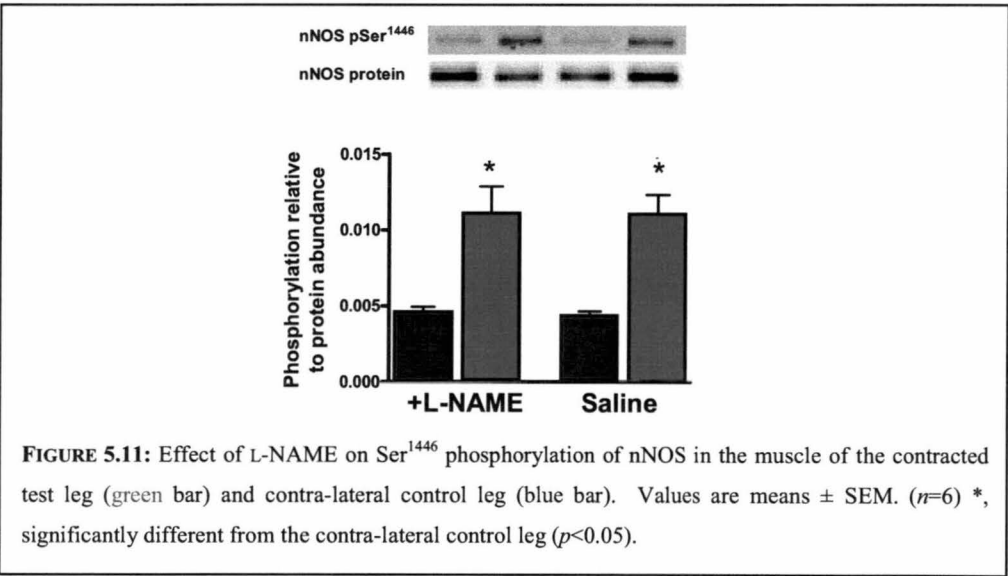 nNOS pSer¹⁴⁴⁶
nNOS protein
Phosphorylation relative
to protein abundance
0.015
0.010
0.005
0.000
*
*
+L-NAME Saline
FIGURE 5.11: Effect of L-NAME on Ser¹⁴⁴⁶ phosphorylation of nNOS in the muscle of the contracted
test leg (green bar) and contra-lateral control leg (blue bar). Values are means ± SEM. (n=6) *,
significantly different from the contra-lateral control leg (p<0.05).